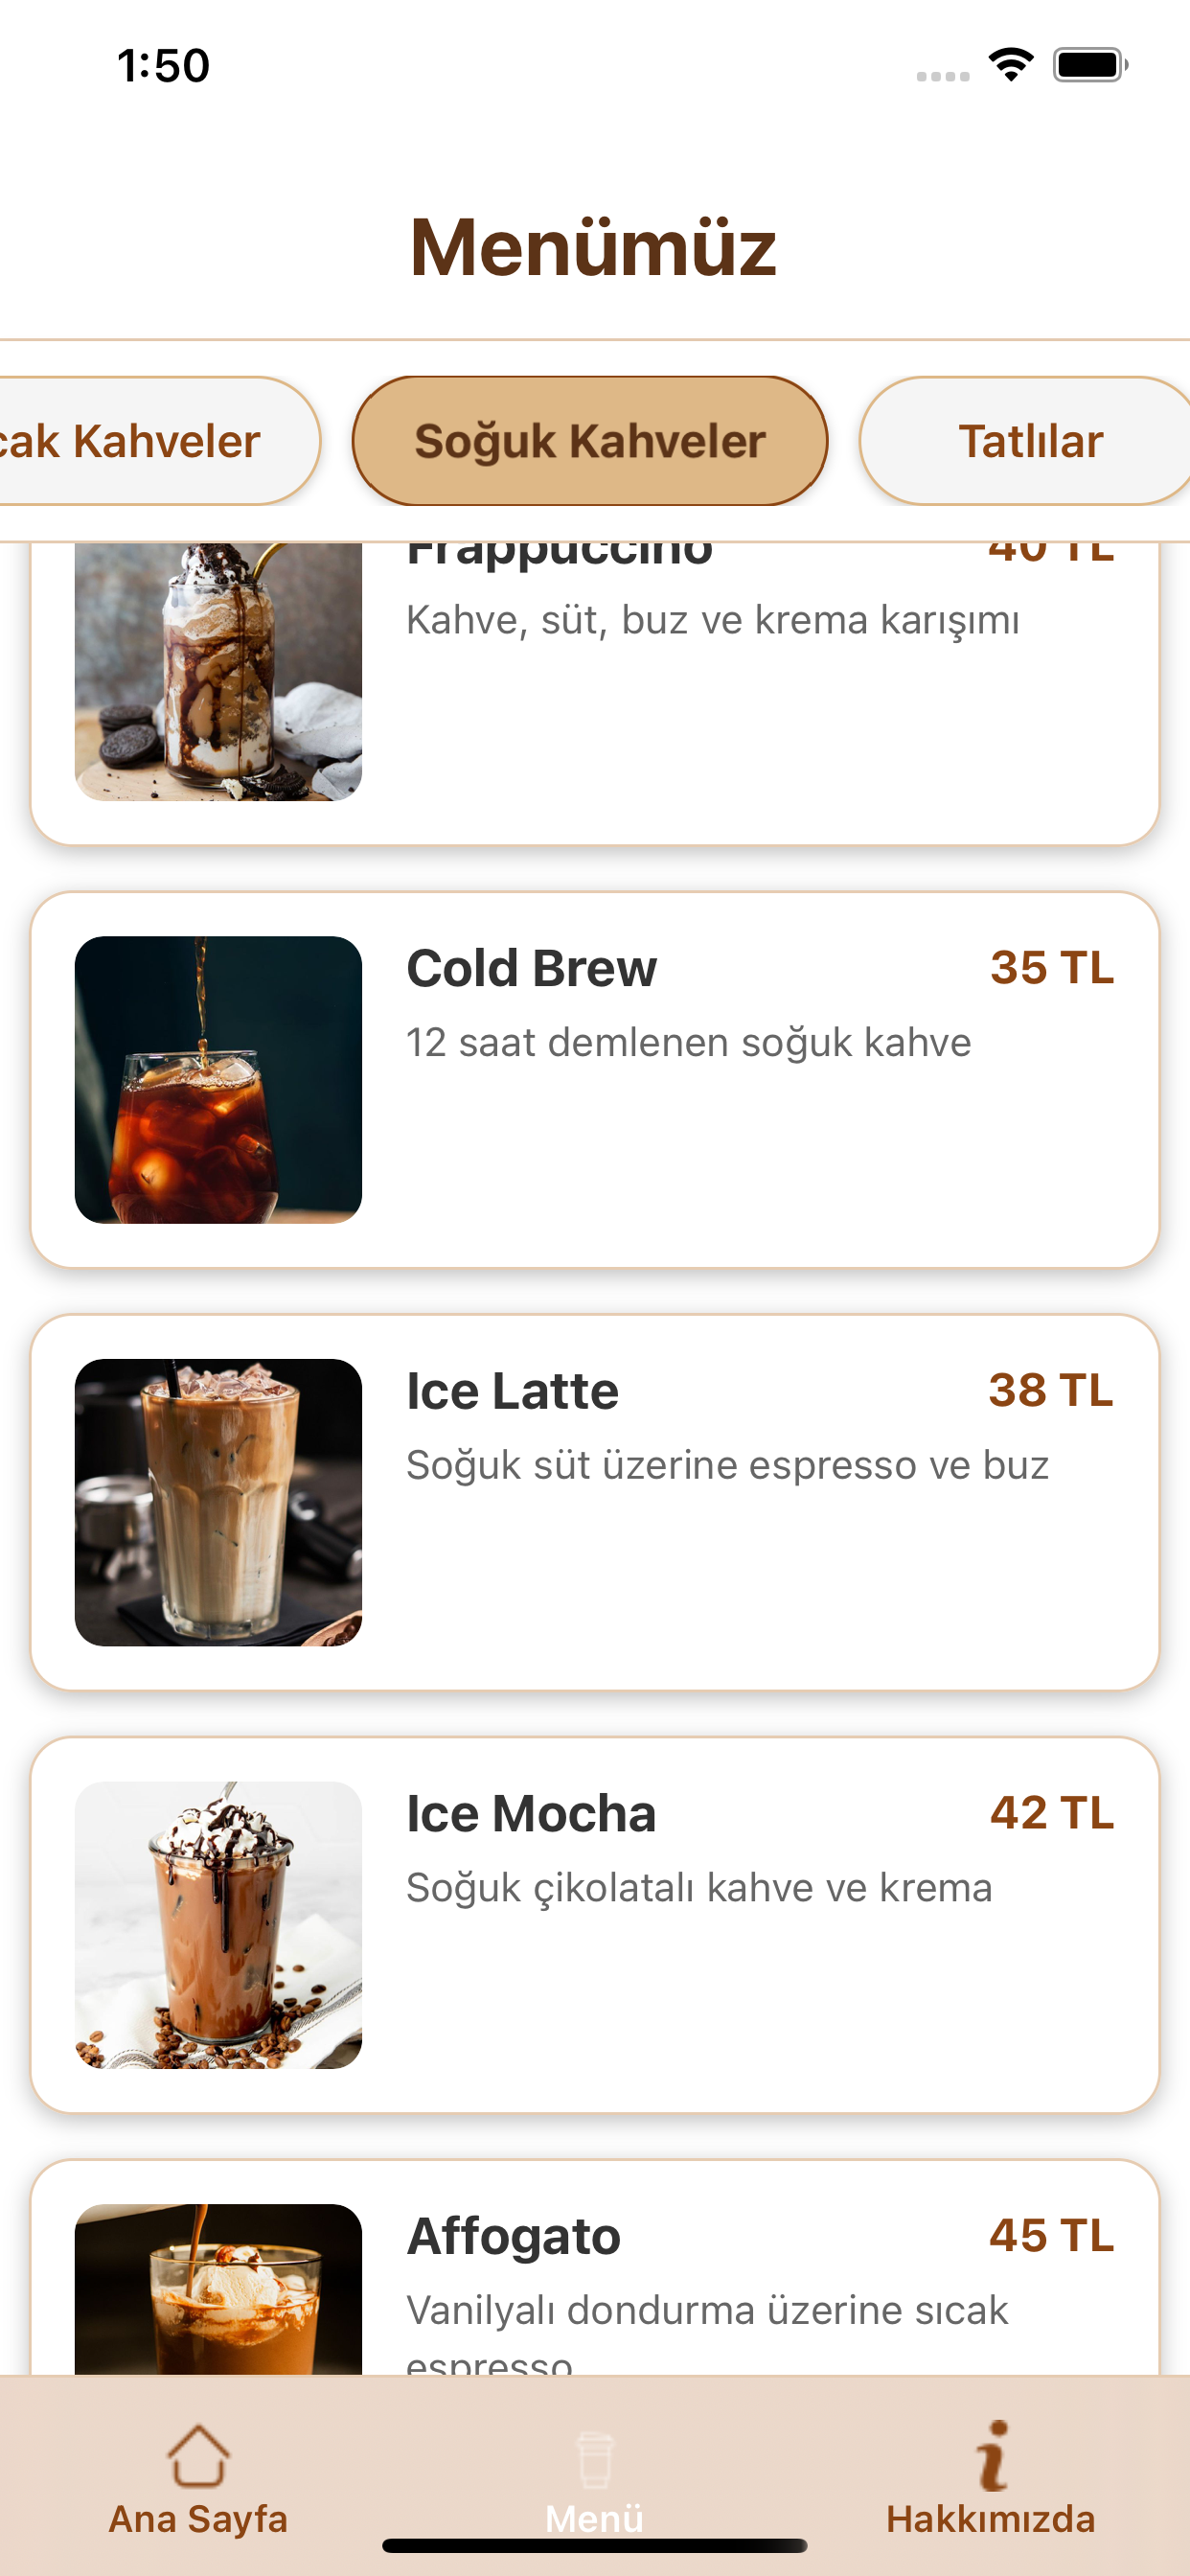 1:50
Menümüz
cak Kahveler
Soğuk Kahveler
Tatlılar
Frappuccino
40 TL
Kahve, süt, buz ve krema karışımı
Cold Brew
35 TL
12 saat demlenen soğuk kahve
Ice Latte
38 TL
Soğuk süt üzerine espresso ve buz
Ice Mocha
42 TL
Soğuk çikolatalı kahve ve krema
Affogato
45 TL
Vanilyalı dondurma üzerine sıcak
espresso
Ana Sayfa
Menü
Hakkımızda